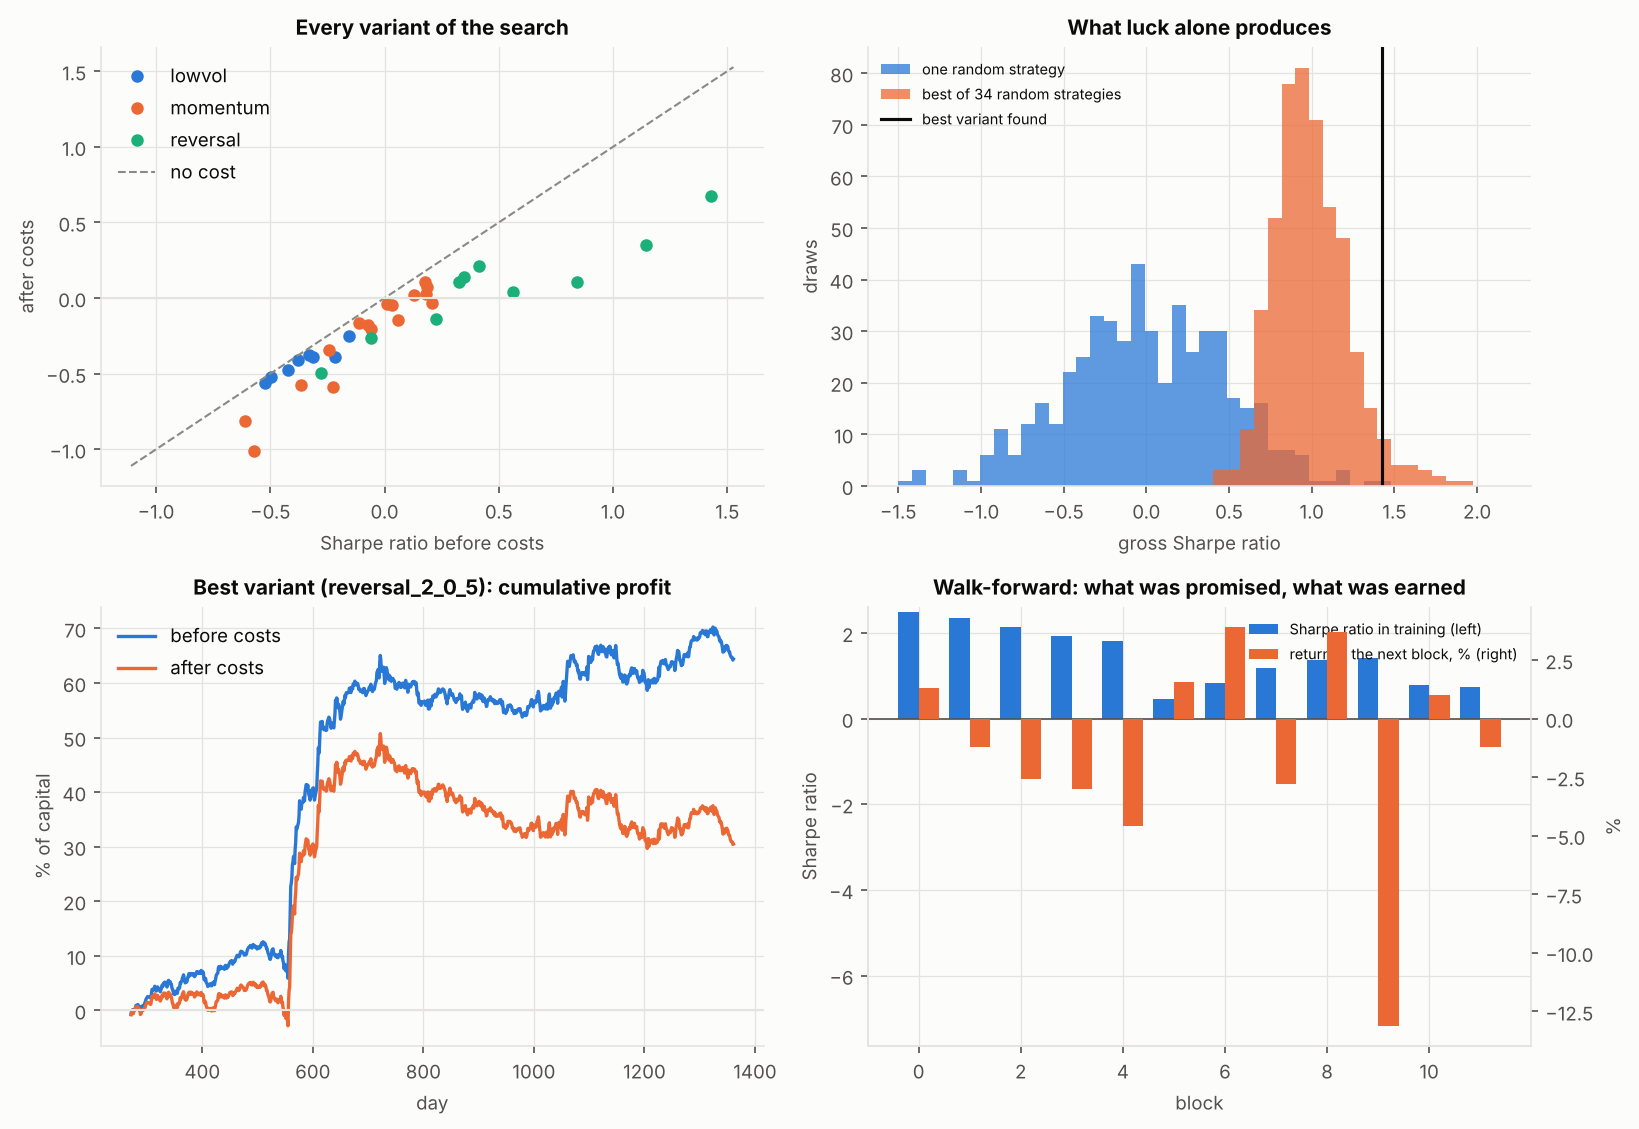 Every variant of the search
lowvol
momentum
reversal
no cost
1.5
1.0
0.5
0.0
−0.5
−1.0
after costs
−1.0
−0.5
0.0
0.5
1.0
1.5
Sharpe ratio before costs
What luck alone produces
one random strategy
best of 34 random strategies
best variant found
80
70
60
50
40
30
20
10
0
draws
−1.5
−1.0
−0.5
0.0
0.5
1.0
1.5
2.0
gross Sharpe ratio
Best variant (reversal_2_0_5): cumulative profit
before costs
after costs
70
60
50
40
30
20
10
0
% of capital
400
600
800
1000
1200
1400
day
Walk-forward: what was promised, what was earned
Sharpe ratio in training (left)
return the next block, % (right)
2
0
−2
−4
−6
Sharpe ratio
2.5
0.0
−2.5
−5.0
−7.5
−10.0
−12.5
%
0
2
4
6
8
10
block